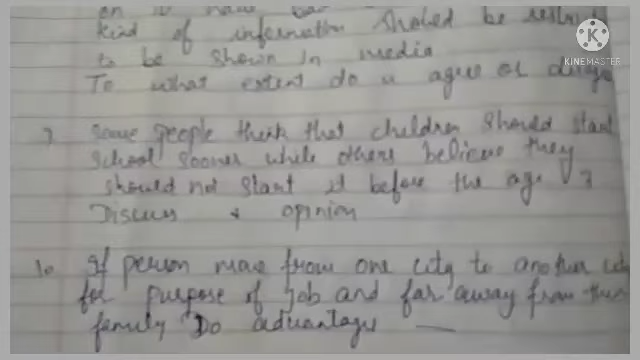 kind of information should be
to be shown in media
To what extent do u agree or
KINEMASTER
some people think that children should start
school sooner while others believe they
should not start it before the age 7
Discuss & opinion
10 If person move from one city to another city
for purpose of job and far away from their
family Do advantages